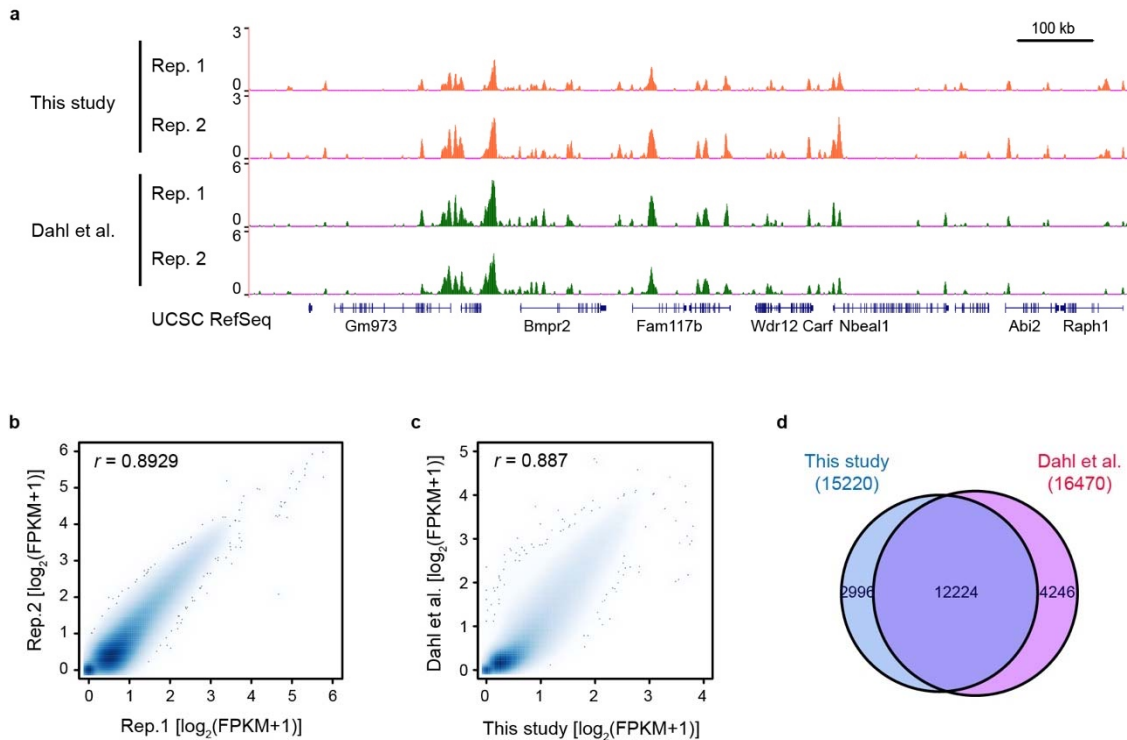 a
3
100 kb
Rep. 1
0
This study
3
Rep. 2
0
6
Rep. 1
0
Dahl et al.
6
Rep. 2
0
UCSC RefSeq
Gm973 Bmpr2 Fam117b Wdr12 Carf Nbeal1 Abi2 Raph1
b
r = 0.8929
Rep.2 [log2(FPKM+1)]
6
5
4
3
2
1
0
0 1 2 3 4 5 6
Rep.1 [log2(FPKM+1)]
c
r = 0.887
Dahl et al. [log2(FPKM+1)]
5
4
3
2
1
0
0 1 2 3 4
This study [log2(FPKM+1)]
d
This study
(15220)
Dahl et al.
(16470)
2996 12224 4246